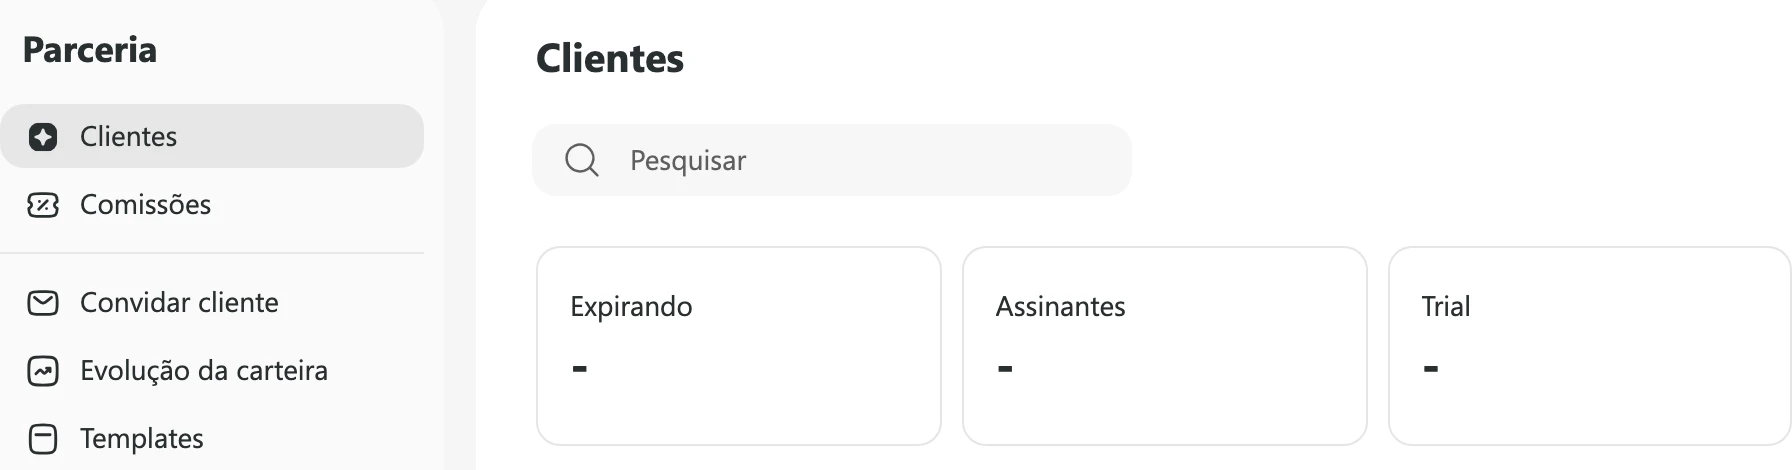 Parceria
Clientes
Comissões
Convidar cliente
Evolução da carteira
Templates
Clientes
Pesquisar
Expirando
-
Assinantes
-
Trial
-